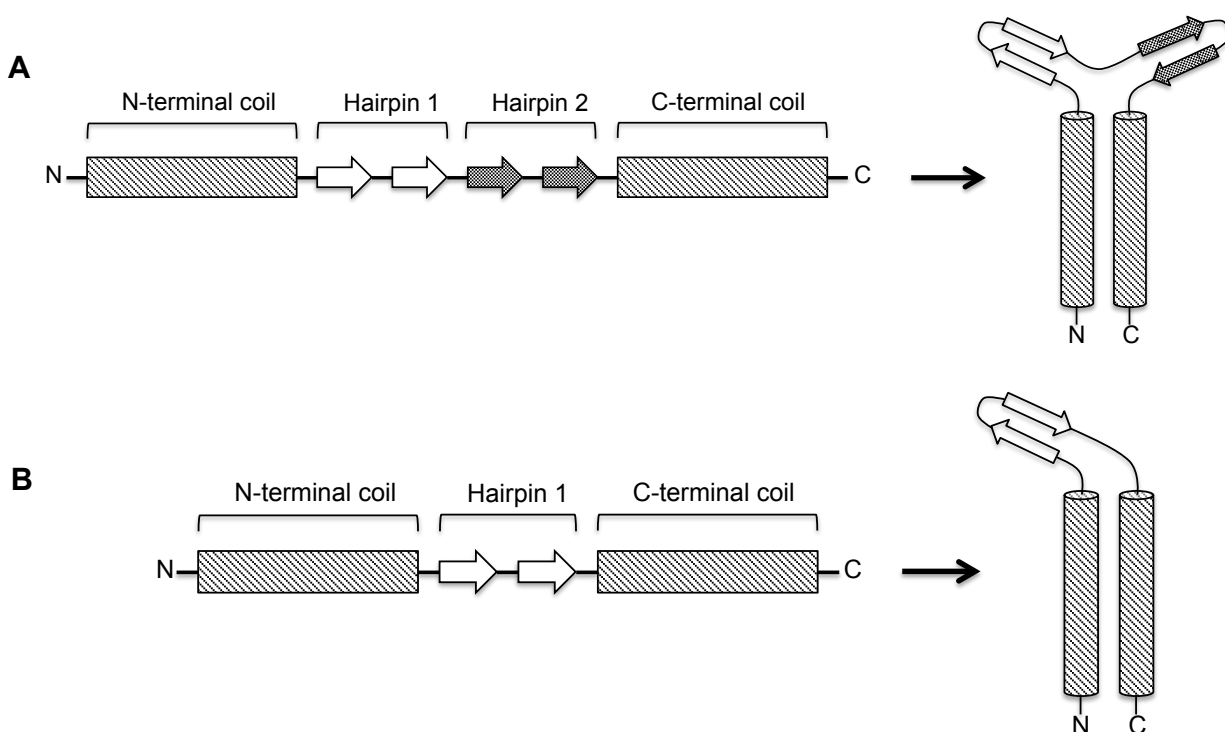 A
N-terminal coil Hairpin 1 Hairpin 2 C-terminal coil
N C
N C
B
N-terminal coil Hairpin 1 C-terminal coil
N C
N C